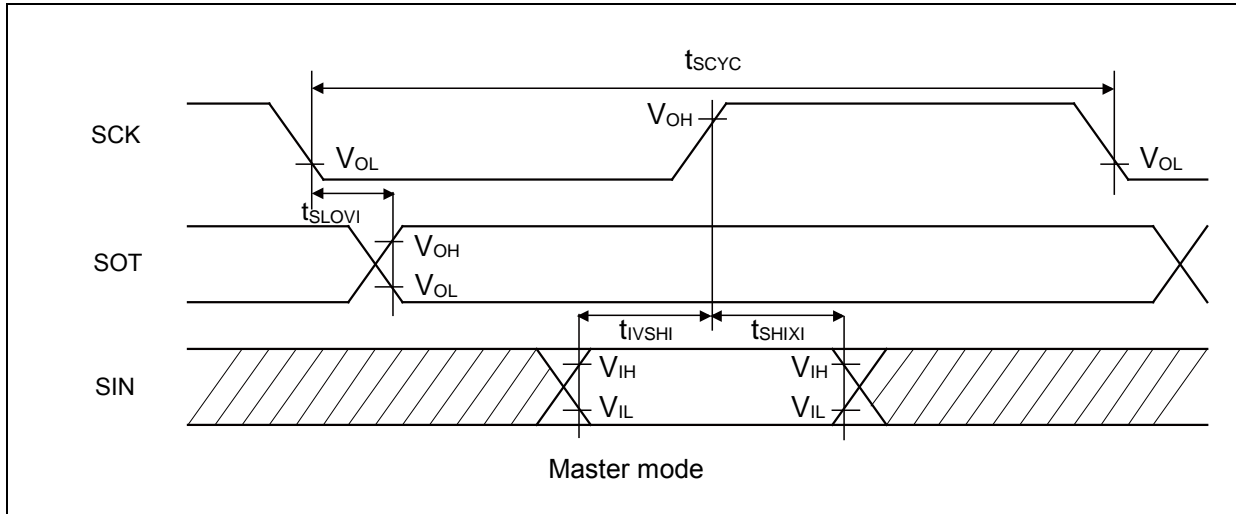 tSCYC
SCK
VOH
VOL
VOL
tSLOVI
SOT
VOH
VOL
tIVSHI
tSHIXI
SIN
VIH
VIH
VIL
VIL
Master mode